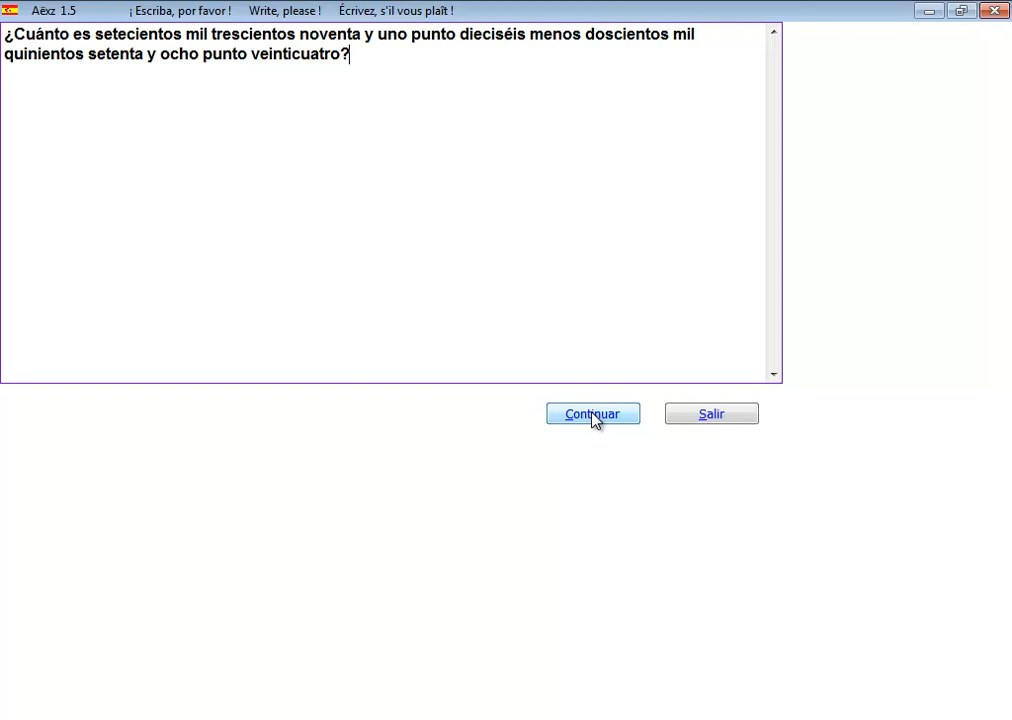 Aëxz 1.5 ¡ Escriba, por favor ! Write, please ! Écrivez, s'il vous plaît !
¿Cuánto es setecientos mil trescientos noventa y uno punto dieciséis menos doscientos mil
quinientos setenta y ocho punto veinticuatro?
Continuar Salir